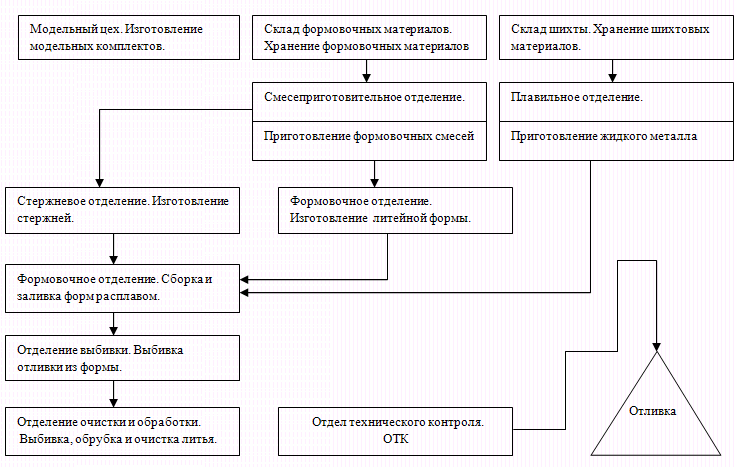 Модельный цех. Изготовление
модельных комплектов.
Склад формовочных материалов.
Хранение формовочных материалов
Склад шихты. Хранение шихтовых
материалов.
Смесеприготовительное отделение.
Приготовление формовочных смесей
Плавильное отделение.
Приготовление жидкого металла
Стержневое отделение. Изготовление
стержней.
Формовочное отделение.
Изготовление литейной формы.
Формовочное отделение. Сборка и
заливка форм расплавом.
Отделение выбивки. Выбивка
отливки из формы.
Отделение очистки и обработки.
Выбивка, обрубка и очистка литья.
Отдел технического контроля.
ОТК
Отливка